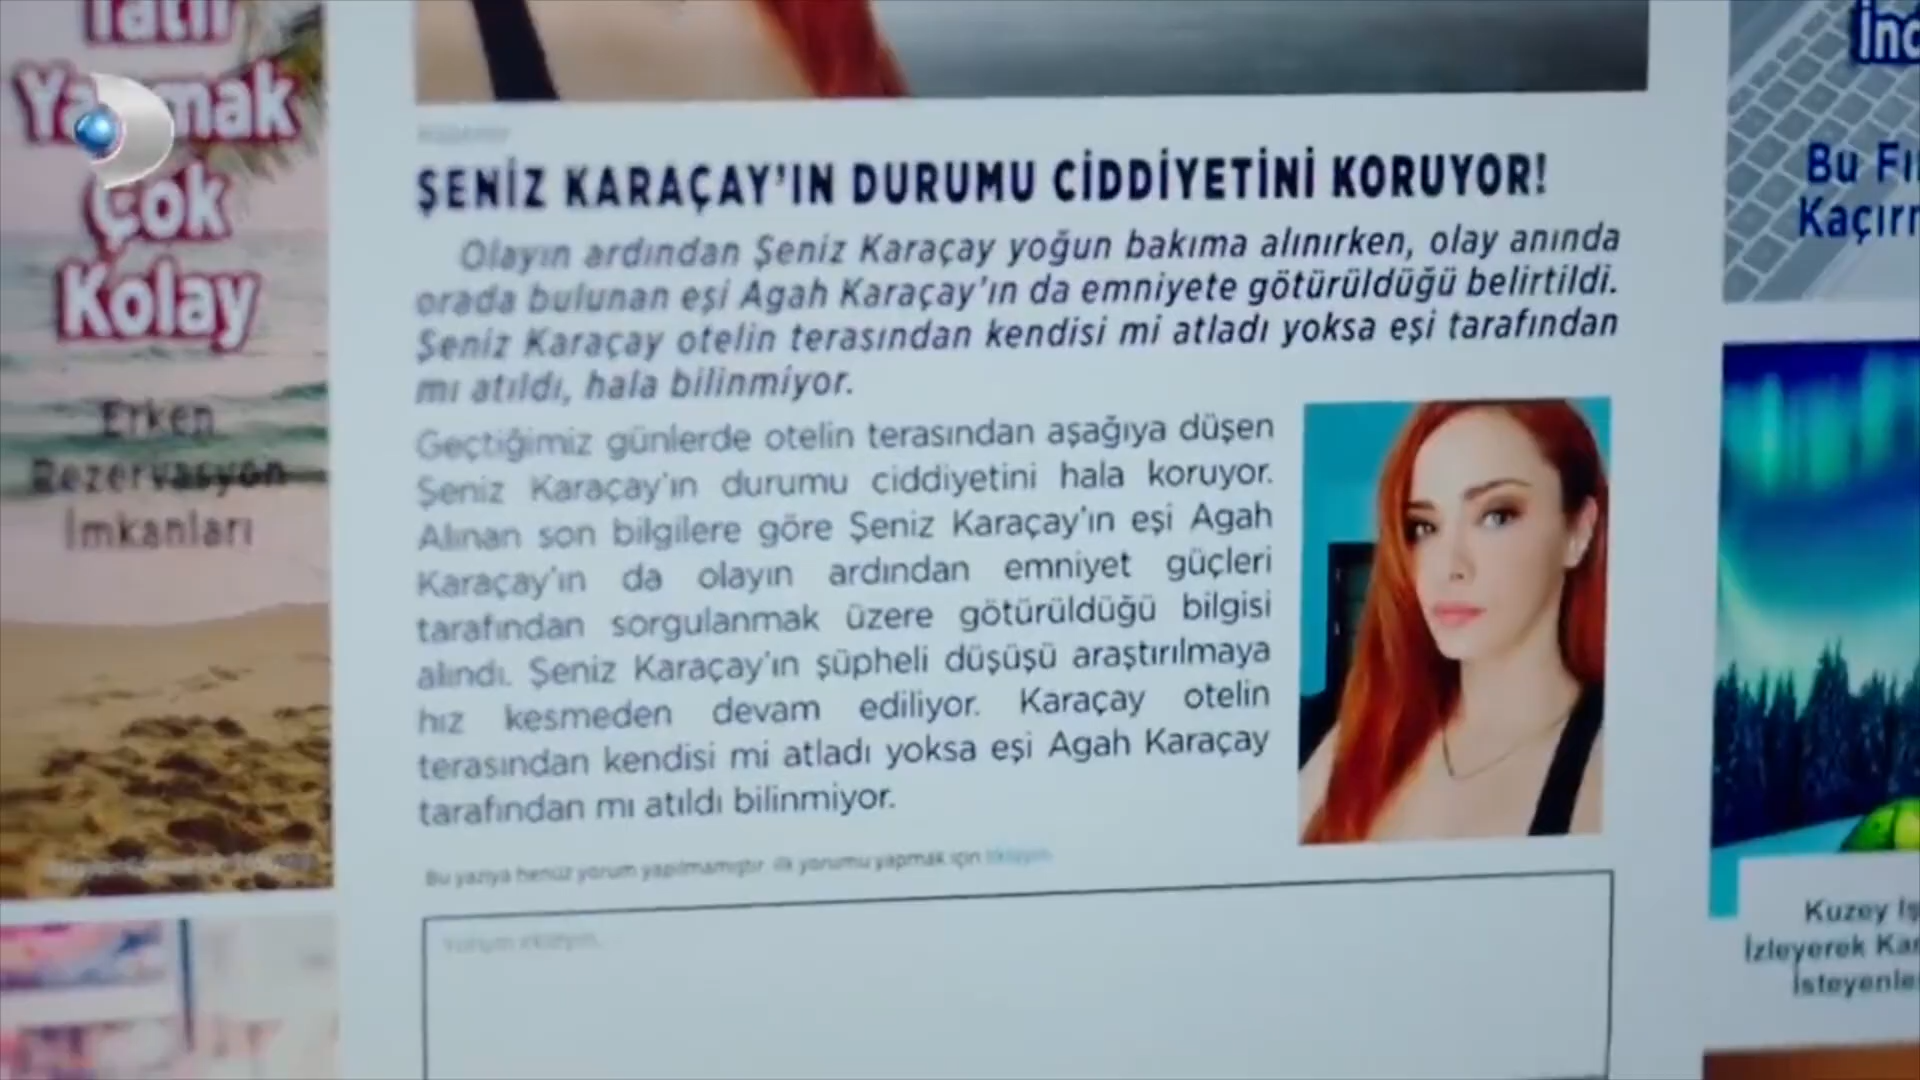 Tatil
Yapmak
Çok
Kolay
Erken
Rezervasyon
İmkanları
ŞENİZ KARAÇAY’IN DURUMU CİDDİYETİNİ KORUYOR!
Olayın ardından Şeniz Karaçay yoğun bakıma alınırken, olay anında
orada bulunan eşi Agah Karaçay’ın da emniyete götürüldüğü belirtildi.
Şeniz Karaçay otelin terasından kendisi mi atladı yoksa eşi tarafından
mı atıldı, hala bilinmiyor.
Geçtiğimiz günlerde otelin terasından aşağıya düşen
Şeniz Karaçay’ın durumu ciddiyetini hala koruyor.
Alınan son bilgilere göre Şeniz Karaçay’ın eşi Agah
Karaçay’ın da olayın ardından emniyet güçleri
tarafından sorgulanmak üzere götürüldüğü bilgisi
alındı. Şeniz Karaçay’ın şüpheli düşüşü araştırılmaya
hız kesmeden devam ediliyor. Karaçay otelin
terasından kendisi mi atladı yoksa eşi Agah Karaçay
tarafından mı atıldı bilinmiyor.
Bu yazıya henüz yorum yapılmamıştır ilk yorumu yapmak için tıklayın.
Yorum ekleyin...
Bu
Kuzey
İzleyerek